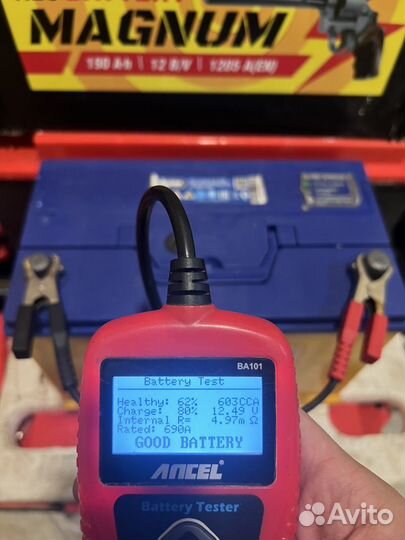 MAGNUM
190 Ah | 12 B/V | 1205 A(EN)
BA101
Battery Test
Healthy: 62% 603CCA
Charge: 80% 12.49 V
Internal R= 4.97m Ω
Rated: 690A
GOOD BATTERY
ANCEL
Battery Tester
Avito